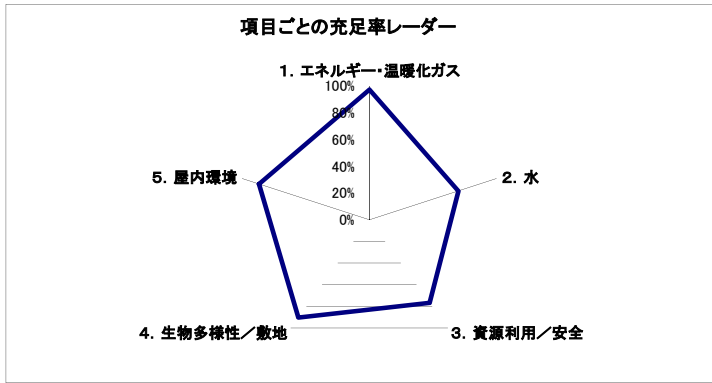 項目ごとの充足率レーダー
1. エネルギー・温暖化ガス
100%
80%
60%
40%
20%
0%
5. 屋内環境
2. 水
4. 生物多様性／敷地
3. 資源利用／安全